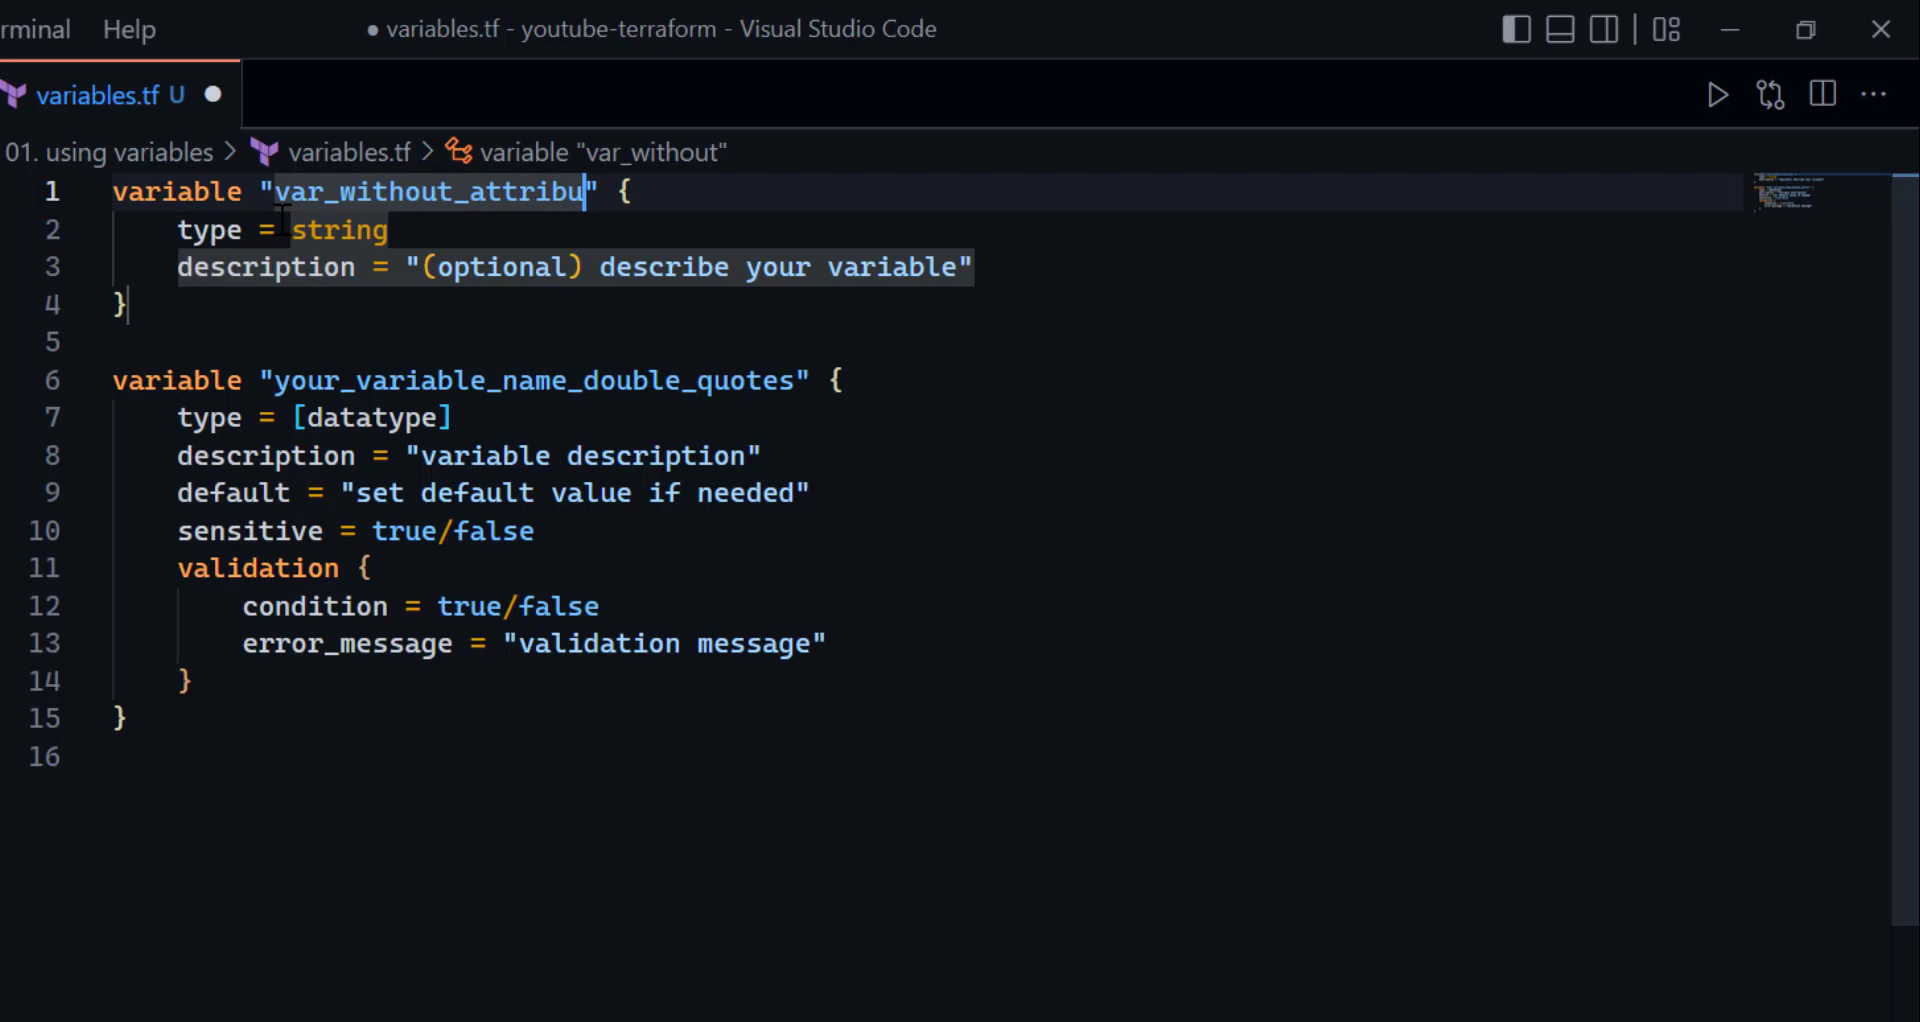 rminal Help ● variables.tf - youtube-terraform - Visual Studio Code
variables.tf U
01. using variables > variables.tf > variable "var_without"
1 variable "var_without_attribu" {
2 type = string
3 description = "(optional) describe your variable"
4 }
5
6 variable "your_variable_name_double_quotes" {
7 type = [datatype]
8 description = "variable description"
9 default = "set default value if needed"
10 sensitive = true/false
11 validation {
12 condition = true/false
13 error_message = "validation message"
14 }
15 }
16